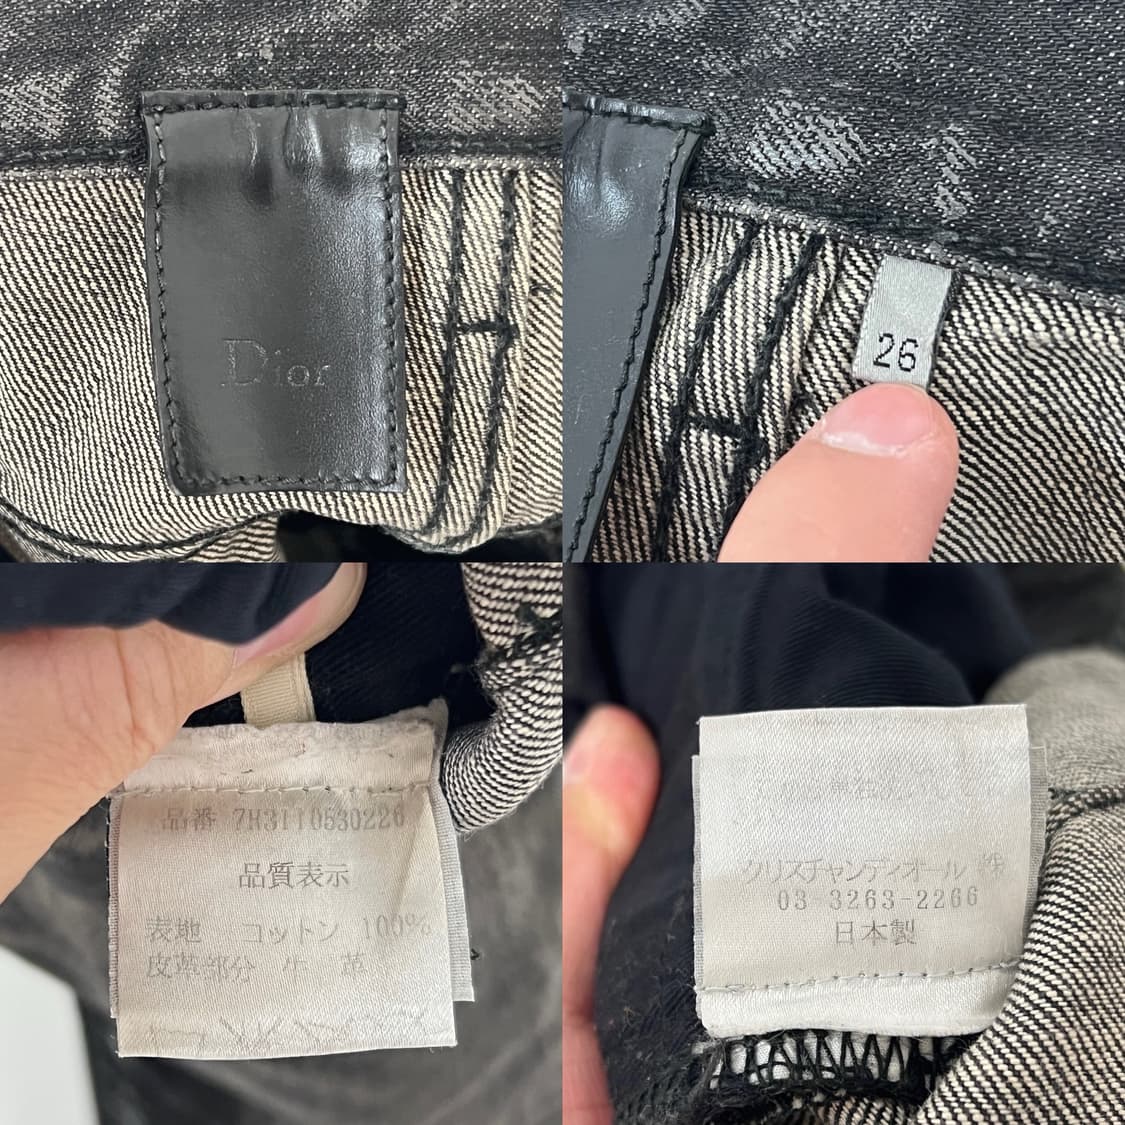 Dior
26
品番 7H3110530226
品質表示
表地 コットン 100%
皮革部分 牛 革
クリスチャンディオール ㈱
03 3263-2266
日本製